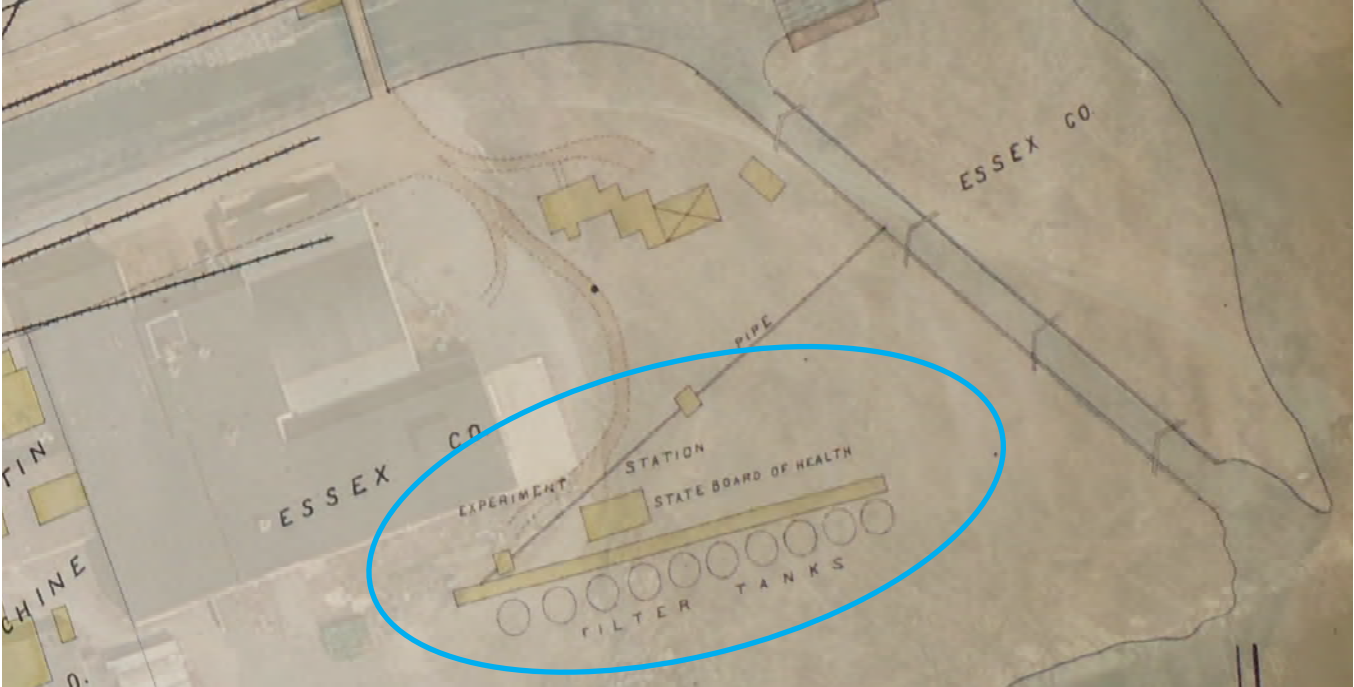 ESSEX CO.
PIPE
TIN
ESSEX CO.
EXPERIMENT STATION
STATE BOARD OF HEALTH
CHINE
FILTER TANKS
O.